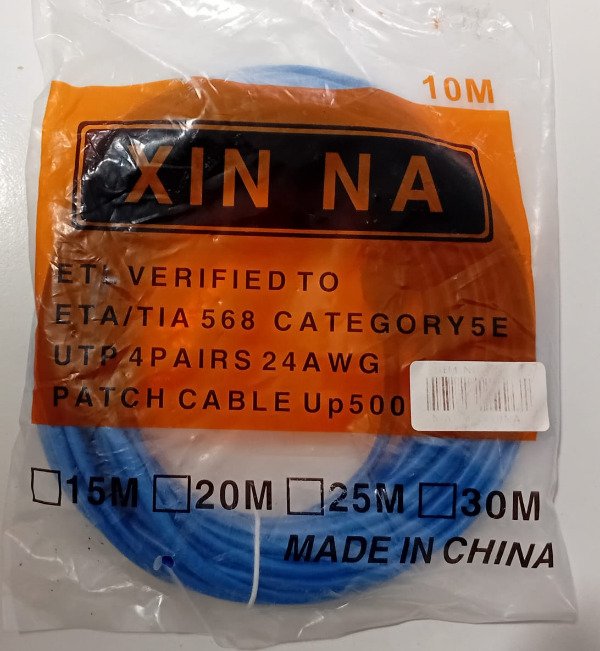 10M
XIN NA
ETL VERIFIED TO
ETA/TIA 568 CATEGORY5E
UTP 4PAIRS 24AWG
PATCH CABLE Up500
15M 20M 25M 30M
MADE IN CHINA